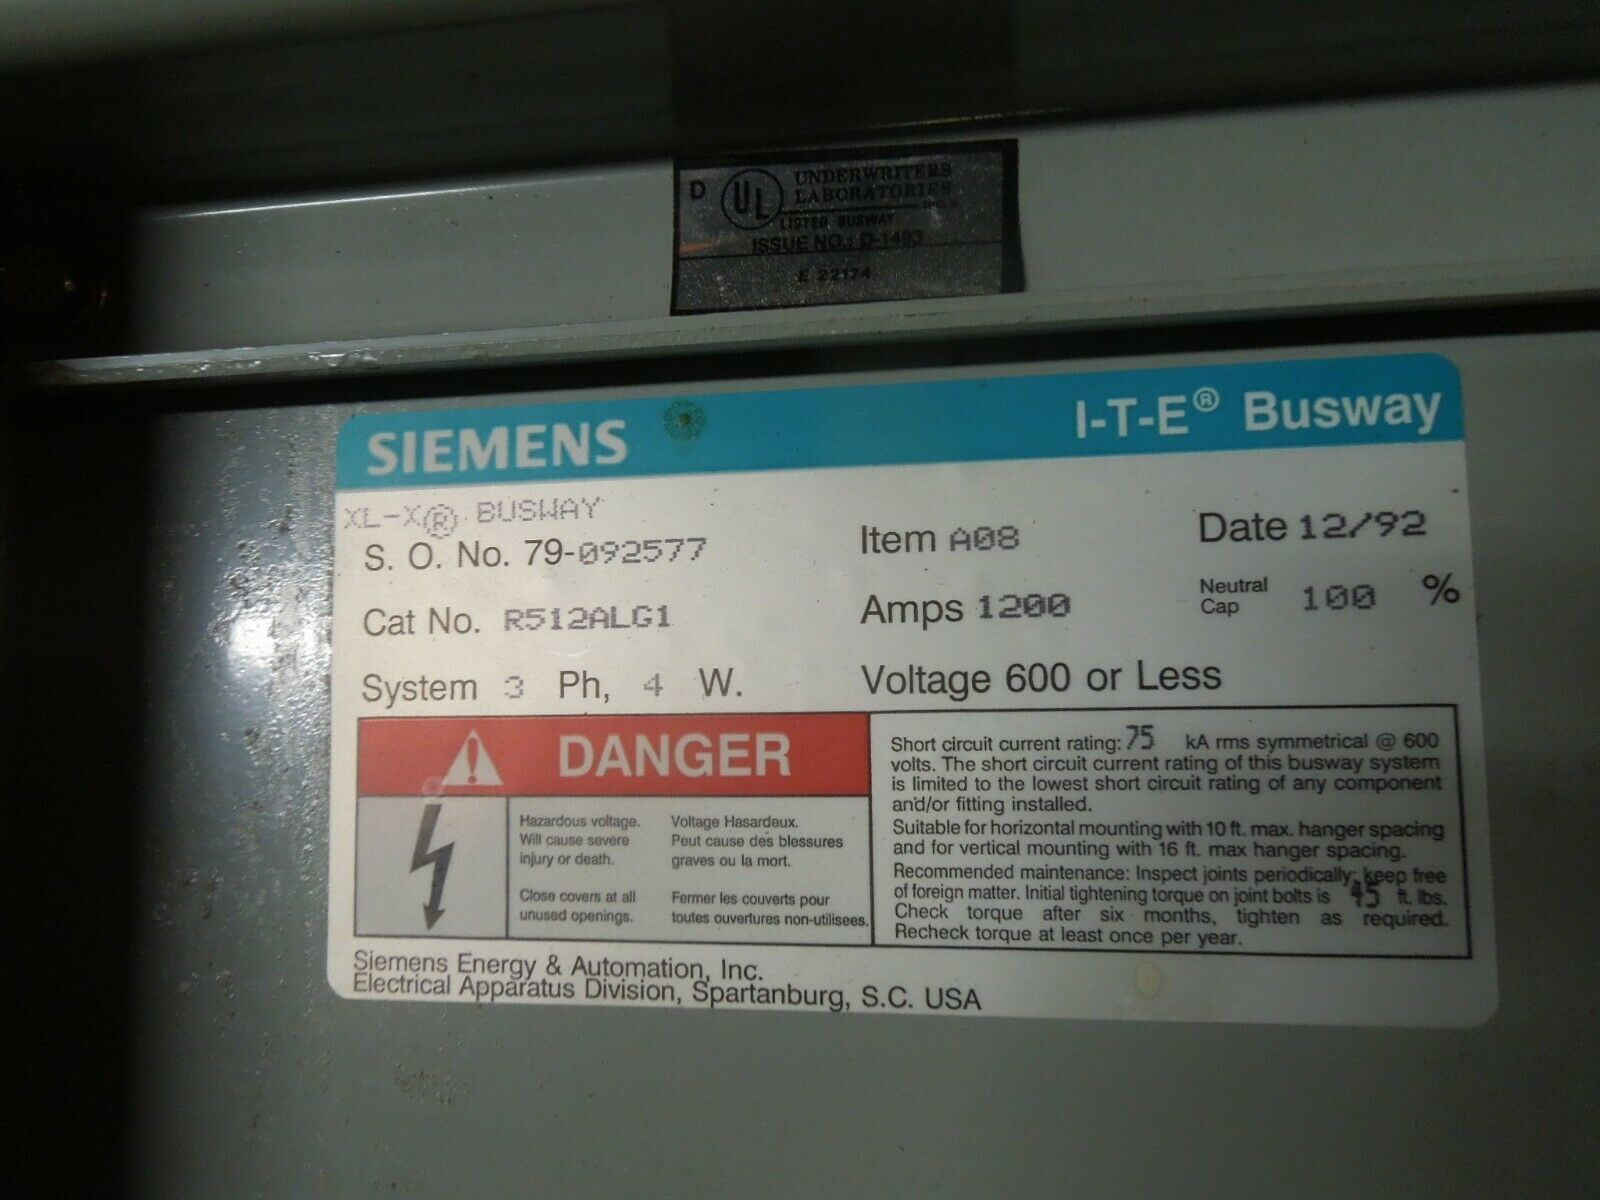 D UL UNDERWRITERS
LABORATORIES
LISTED BUSWAY
ISSUE NO.: D-1493
E 22174
SIEMENS I-T-E® Busway
XL-X® BUSWAY
S. O. No. 79-092577 Item A08 Date 12/92
Cat No. R512ALG1 Amps 1200 Neutral Cap 100 %
System 3 Ph, 4 W. Voltage 600 or Less
DANGER
Hazardous voltage.
Will cause severe
injury or death.
Close covers at all
unused openings.
Voltage Hasardeux.
Peut cause des blessures
graves ou la mort.
Fermer les couverts pour
toutes ouvertures non-utilisees.
Short circuit current rating: 75 kA rms symmetrical @ 600
volts. The short circuit current rating of this busway system
is limited to the lowest short circuit rating of any component
and/or fitting installed.
Suitable for horizontal mounting with 10 ft. max. hanger spacing
and for vertical mounting with 16 ft. max hanger spacing.
Recommended maintenance: Inspect joints periodically; keep free
of foreign matter. Initial tightening torque on joint bolts is 45 ft. lbs.
Check torque after six months, tighten as required.
Recheck torque at least once per year.
Siemens Energy & Automation, Inc.
Electrical Apparatus Division, Spartanburg, S.C. USA